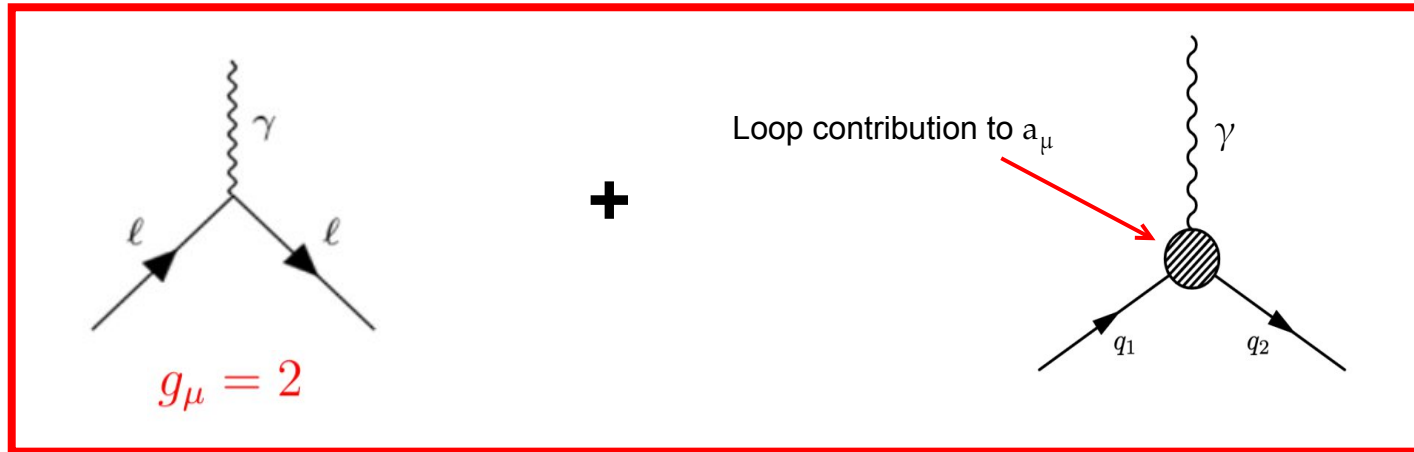 γ
ℓ ℓ
g_μ = 2
+
Loop contribution to a_μ
γ
q₁ q₂